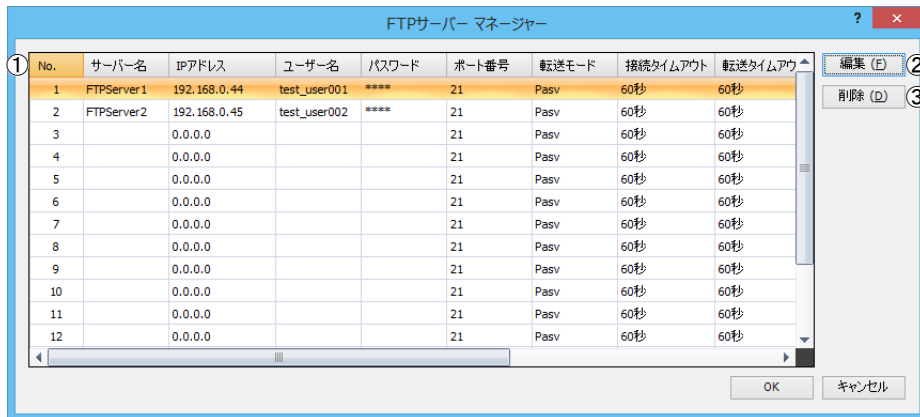 FTPサーバー マネージャー ? ×
① No. サーバー名 IPアドレス ユーザー名 パスワード ポート番号 転送モード 接続タイムアウト 転送タイムアウ 編集 (E) ②
1 FTPServer1 192.168.0.44 test_user001 **** 21 Pasv 60秒 60秒 削除 (D) ③
2 FTPServer2 192.168.0.45 test_user002 **** 21 Pasv 60秒 60秒
3 0.0.0.0 21 Pasv 60秒 60秒
4 0.0.0.0 21 Pasv 60秒 60秒
5 0.0.0.0 21 Pasv 60秒 60秒
6 0.0.0.0 21 Pasv 60秒 60秒
7 0.0.0.0 21 Pasv 60秒 60秒
8 0.0.0.0 21 Pasv 60秒 60秒
9 0.0.0.0 21 Pasv 60秒 60秒
10 0.0.0.0 21 Pasv 60秒 60秒
11 0.0.0.0 21 Pasv 60秒 60秒
12 0.0.0.0 21 Pasv 60秒 60秒
OK キャンセル